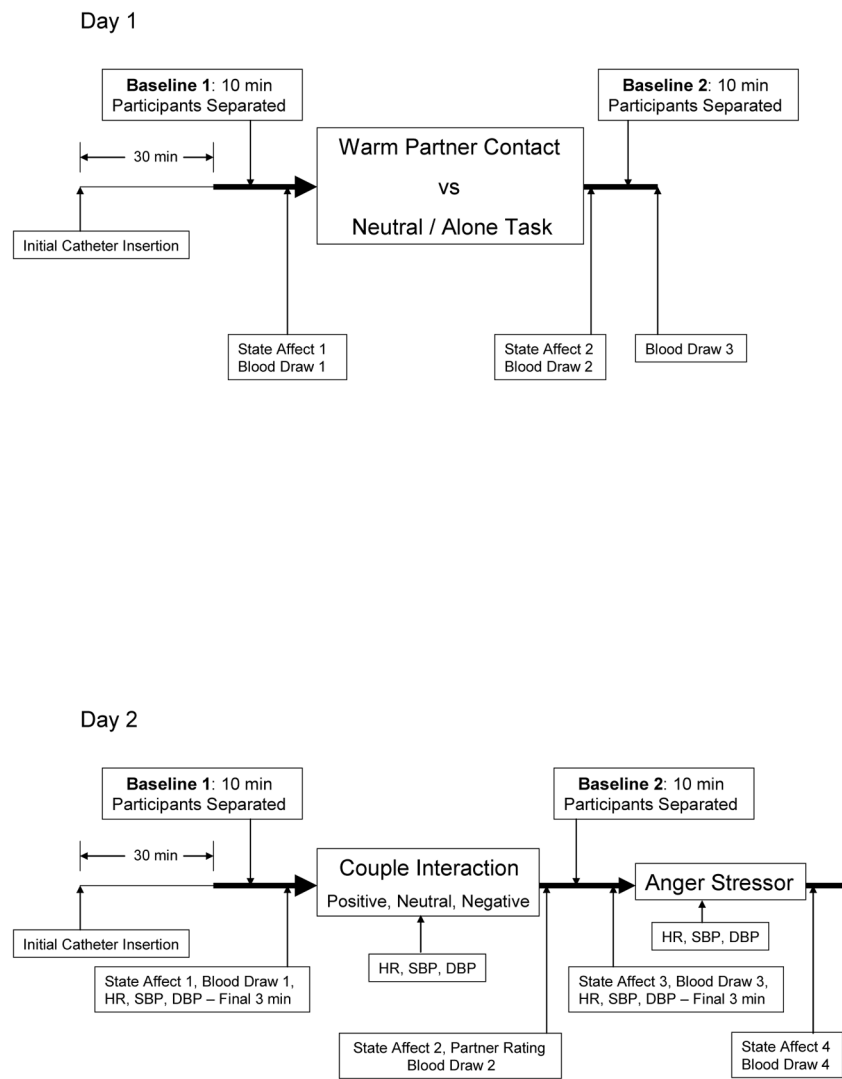 Day 1
Baseline 1: 10 min
Participants Separated
Baseline 2: 10 min
Participants Separated
30 min
Warm Partner Contact
vs
Neutral / Alone Task
Initial Catheter Insertion
State Affect 1
Blood Draw 1
State Affect 2
Blood Draw 2
Blood Draw 3
Day 2
Baseline 1: 10 min
Participants Separated
Baseline 2: 10 min
Participants Separated
30 min
Couple Interaction
Positive, Neutral, Negative
Anger Stressor
Initial Catheter Insertion
HR, SBP, DBP
HR, SBP, DBP
State Affect 1, Blood Draw 1,
HR, SBP, DBP – Final 3 min
State Affect 3, Blood Draw 3,
HR, SBP, DBP – Final 3 min
State Affect 2, Partner Rating
Blood Draw 2
State Affect 4
Blood Draw 4